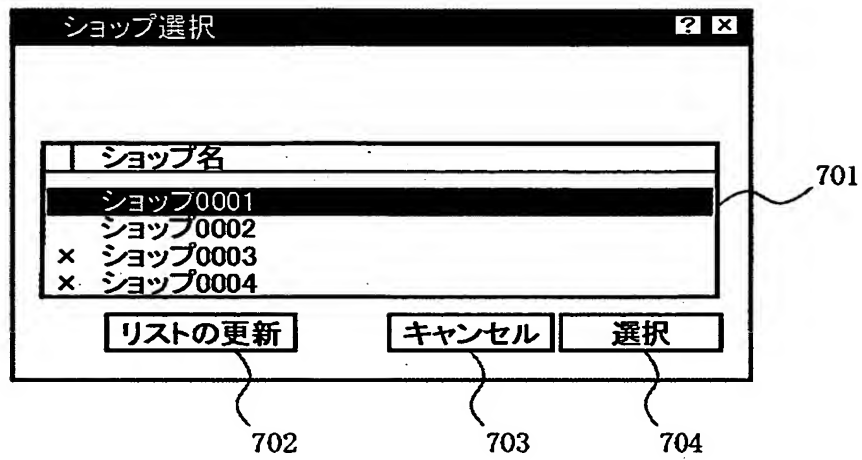 ショップ選択 ? ×
ショップ名
ショップ0001
ショップ0002
× ショップ0003
× ショップ0004
701
リストの更新 キャンセル 選択
702 703 704